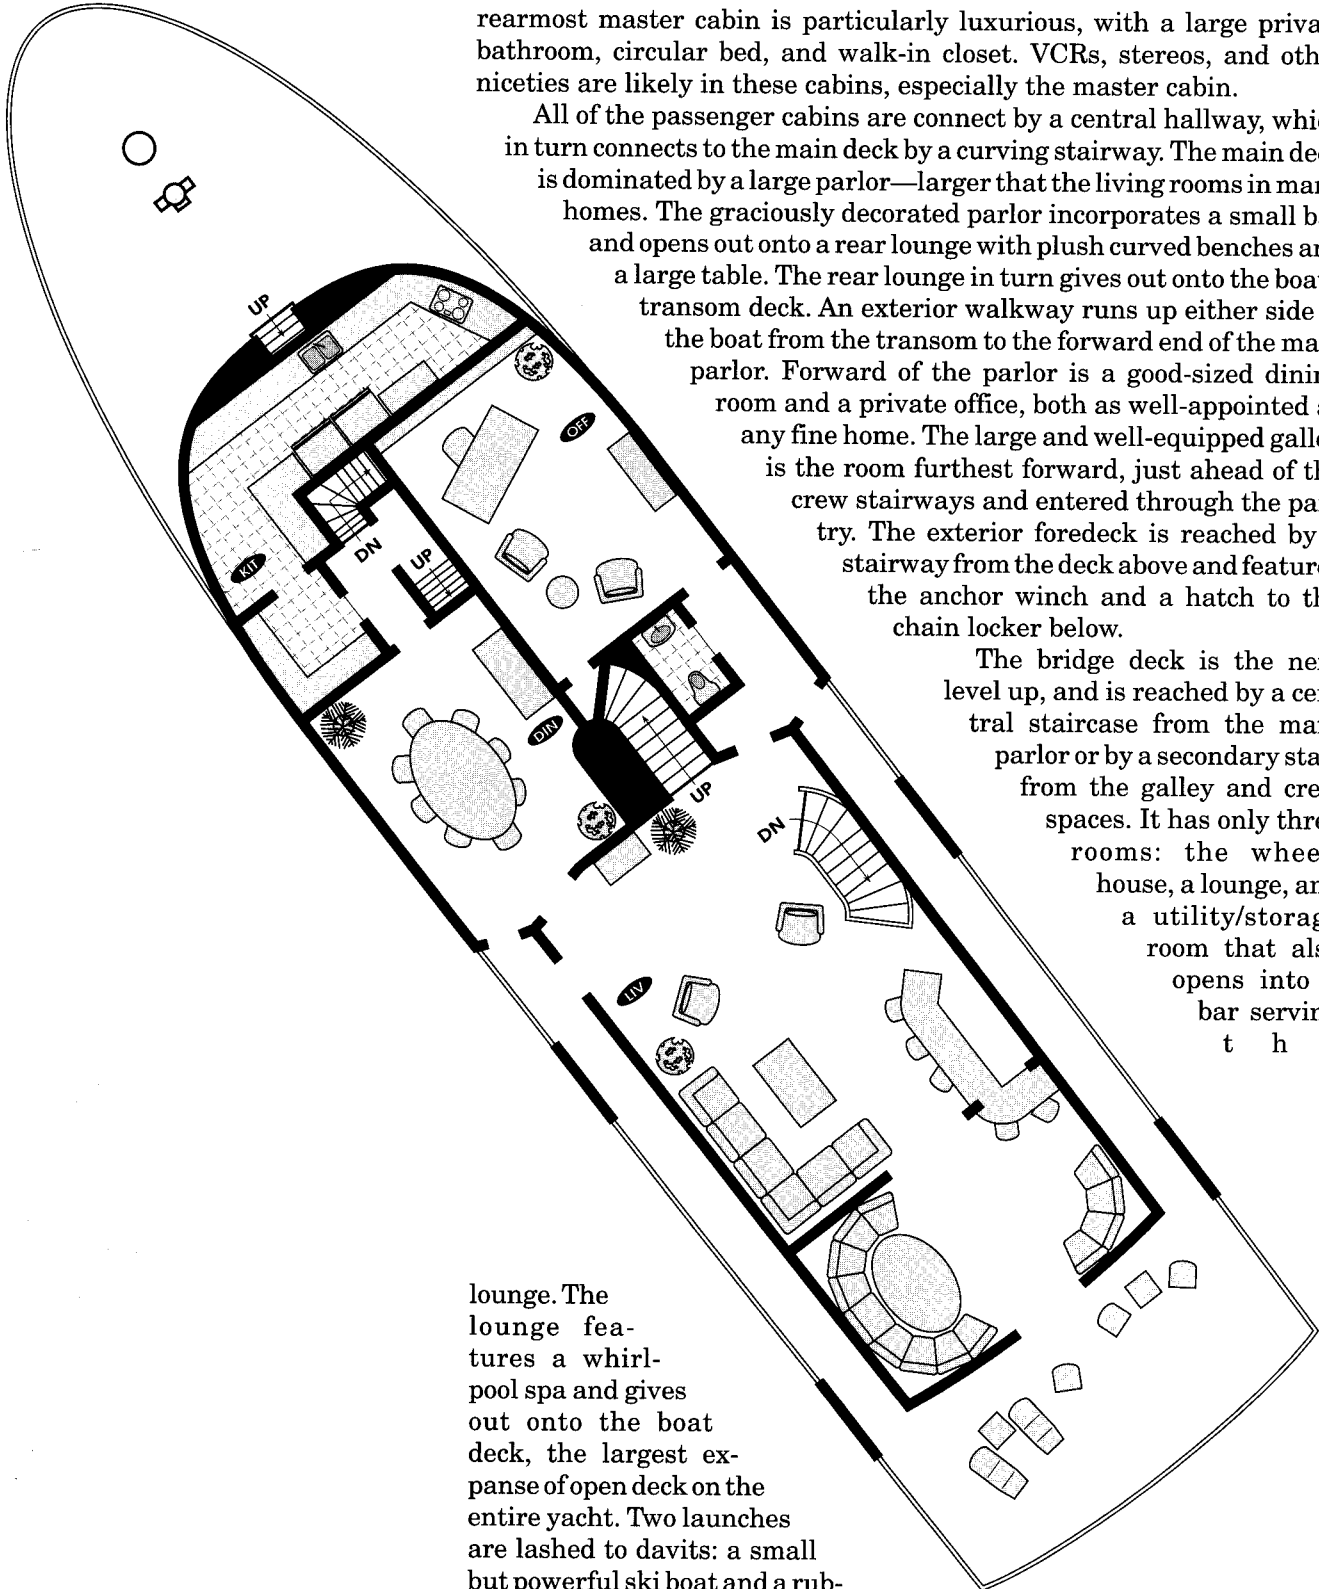 rearmost master cabin is particularly luxurious, with a large priva
bathroom, circular bed, and walk-in closet. VCRs, stereos, and oth
niceties are likely in these cabins, especially the master cabin.
All of the passenger cabins are connect by a central hallway, whi
in turn connects to the main deck by a curving stairway. The main de
is dominated by a large parlor—larger that the living rooms in ma
homes. The graciously decorated parlor incorporates a small b
and opens out onto a rear lounge with plush curved benches a
a large table. The rear lounge in turn gives out onto the boa
transom deck. An exterior walkway runs up either side
the boat from the transom to the forward end of the ma
parlor. Forward of the parlor is a good-sized dinin
room and a private office, both as well-appointed a
any fine home. The large and well-equipped galle
is the room furthest forward, just ahead of th
crew stairways and entered through the pa
try. The exterior foredeck is reached by
stairway from the deck above and feature
the anchor winch and a hatch to th
chain locker below.
The bridge deck is the ne
level up, and is reached by a ce
tral staircase from the ma
parlor or by a secondary sta
from the galley and cre
spaces. It has only thre
rooms: the whee
house, a lounge, an
a utility/storag
room that als
opens into
bar servin
t h
lounge. The
lounge fea-
tures a whirl-
pool spa and gives
out onto the boat
deck, the largest ex-
panse of open deck on the
entire yacht. Two launches
are lashed to davits: a small
but powerful ski boat and a rub-
UP
OFF
KIT
DN
UP
DIN
UP
DN
LIV